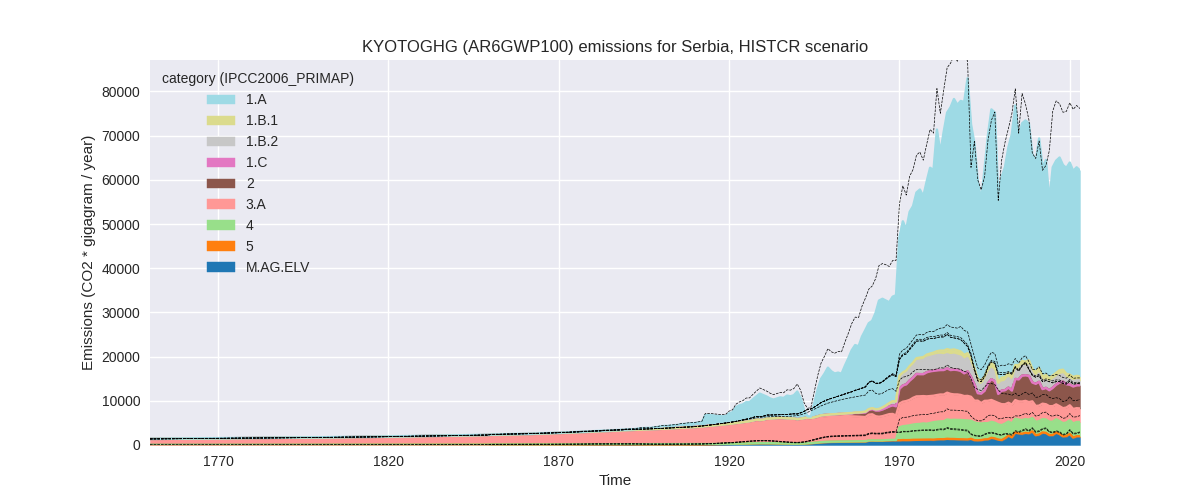 KYOTOGHG (AR6GWP100) emissions for Serbia, HISTCR scenario
category (IPCC2006_PRIMAP)
1.A
1.B.1
1.B.2
1.C
2
3.A
4
5
M.AG.ELV
Emissions (CO2 * gigagram / year)
80000
70000
60000
50000
40000
30000
20000
10000
0
1770
1820
1870
1920
1970
2020
Time